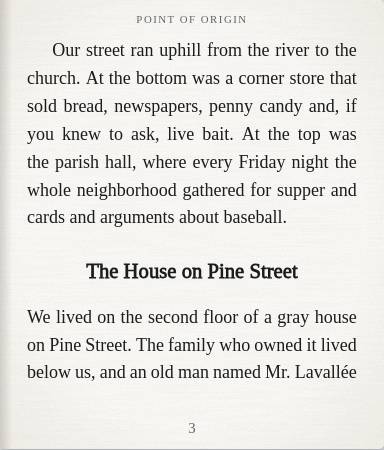 POINT OF ORIGIN
Our street ran uphill from the river to the
church. At the bottom was a corner store that
sold bread, newspapers, penny candy and, if
you knew to ask, live bait. At the top was
the parish hall, where every Friday night the
whole neighborhood gathered for supper and
cards and arguments about baseball.
The House on Pine Street
We lived on the second floor of a gray house
on Pine Street. The family who owned it lived
below us, and an old man named Mr. Lavallée
3